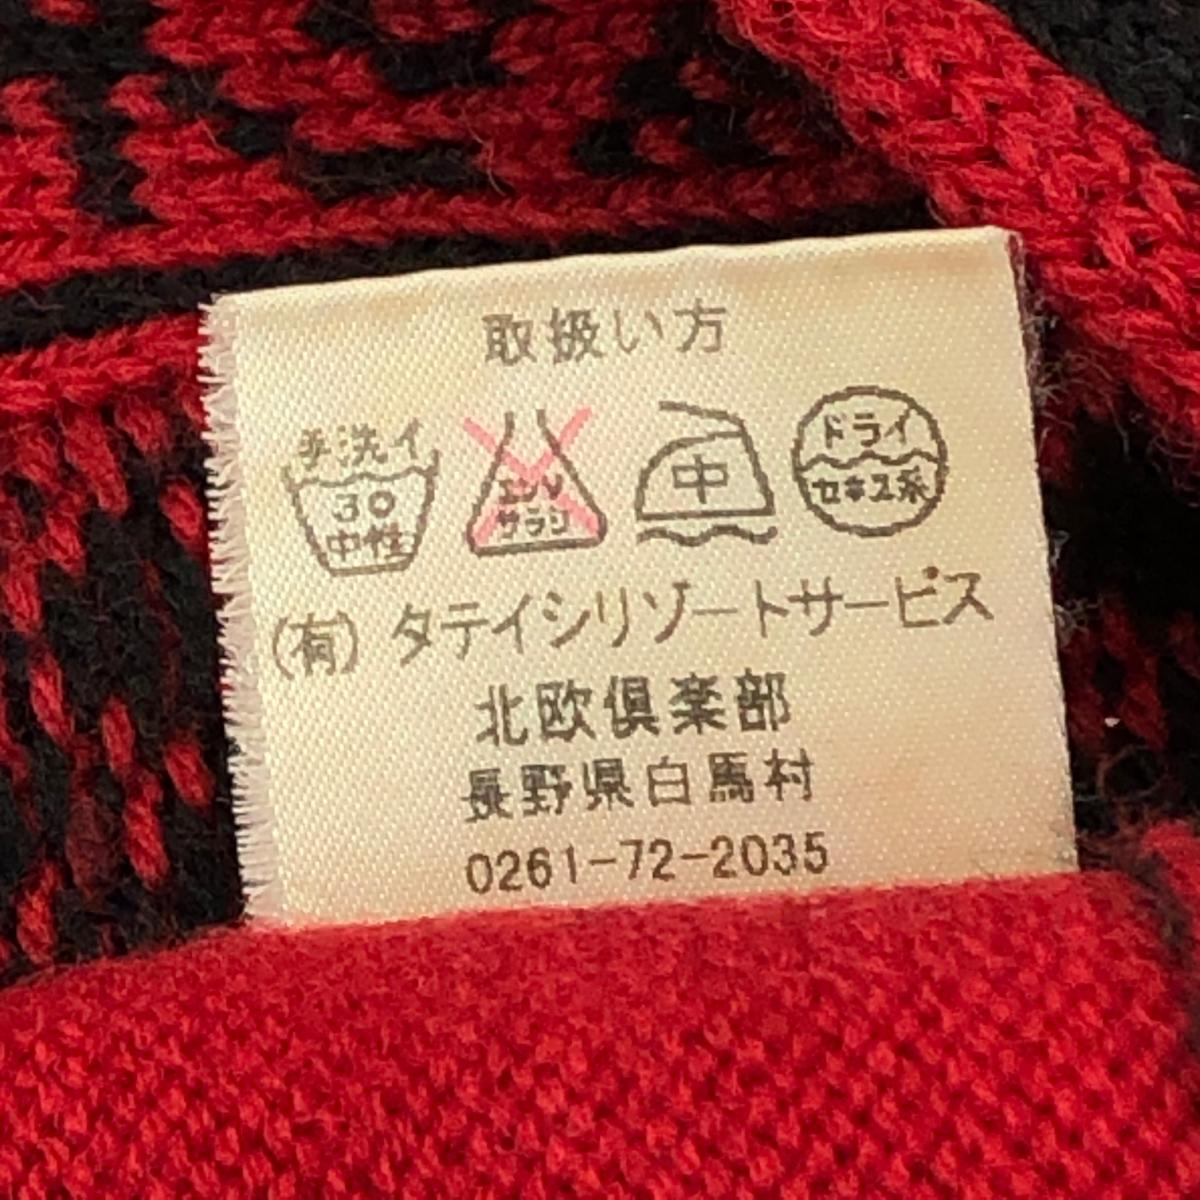 取扱い方
手洗イ 30 中性
エンソ サラシ
中
ドライ セキユ系
(有) タテイシリゾートサービス
北欧倶楽部
長野県白馬村
0261-72-2035